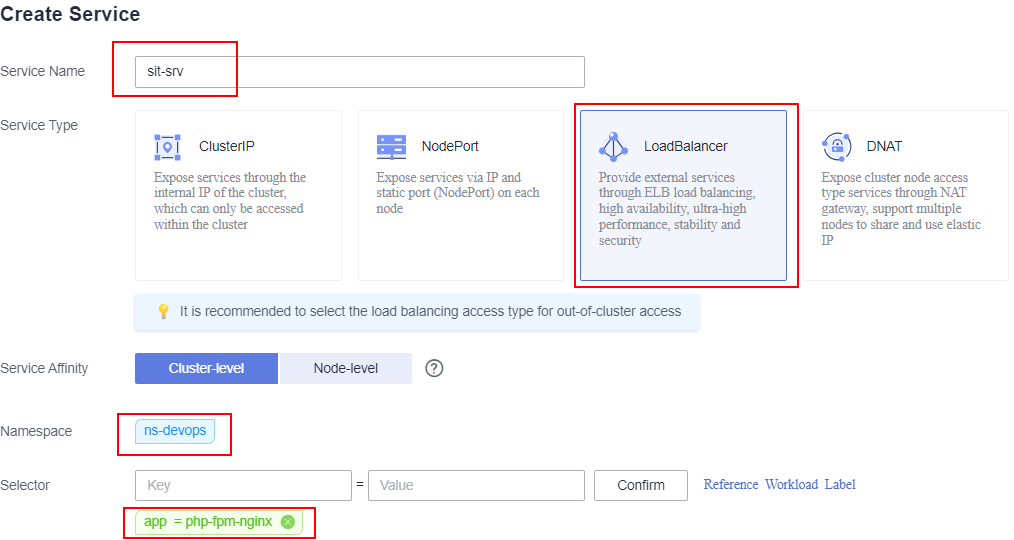 Create Service
Service Name
sit-srv
Service Type
ClusterIP
Expose services through the
internal IP of the cluster,
which can only be accessed
within the cluster
NodePort
Expose services via IP and
static port (NodePort) on each
node
LoadBalancer
Provide external services
through ELB load balancing,
high availability, ultra-high
performance, stability and
security
DNAT
Expose cluster node access
type services through NAT
gateway, support multiple
nodes to share and use elastic
IP
It is recommended to select the load balancing access type for out-of-cluster access
Service Affinity
Cluster-level
Node-level
?
Namespace
ns-devops
Selector
Key
=
Value
Confirm
Reference Workload Label
app = php-fpm-nginx